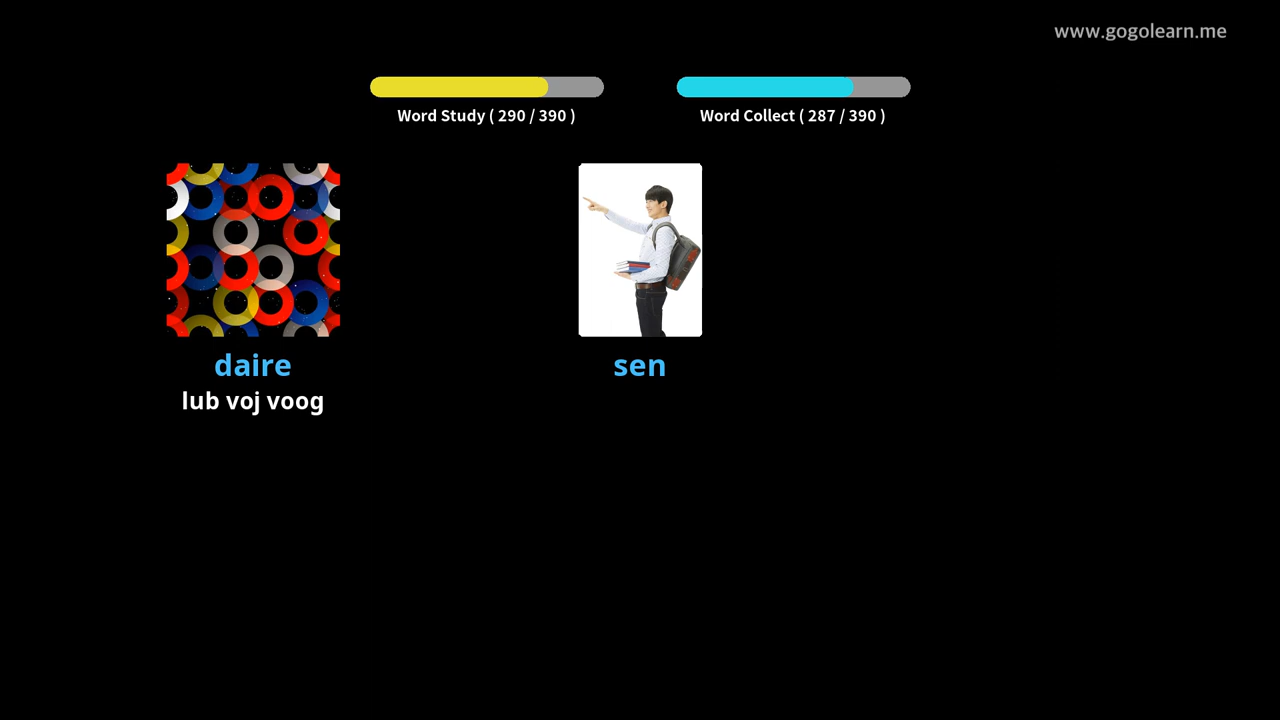 www.gogolearn.me
Word Study ( 290 / 390 )
Word Collect ( 287 / 390 )
daire
lub voj voog
sen